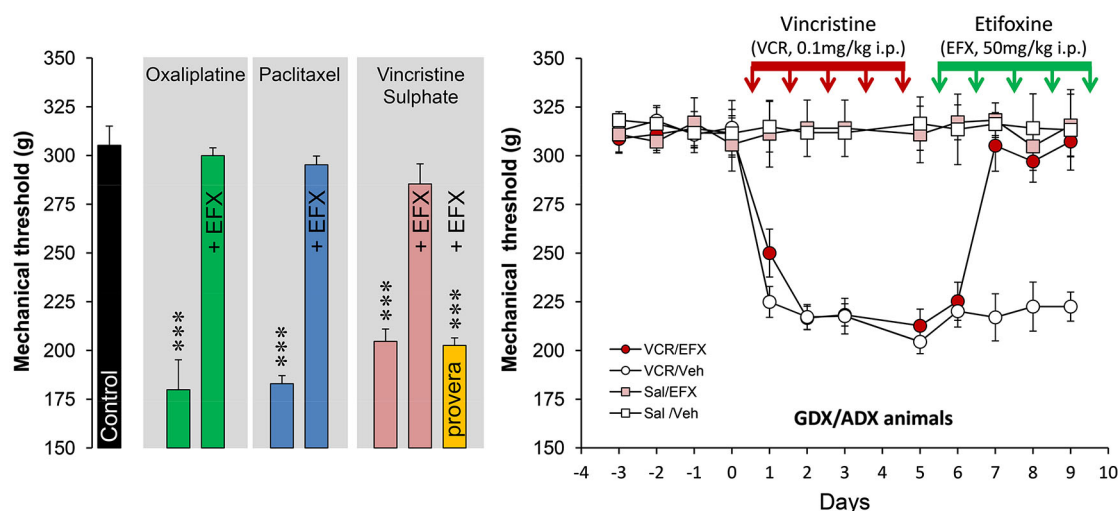 350
325
300
275
250
225
200
175
150
Mechanical threshold (g)
Control
Oxaliplatine
***
+ EFX
Paclitaxel
***
+ EFX
Vincristine
Sulphate
***
+ EFX
+ EFX
***
provera
Vincristine
(VCR, 0.1mg/kg i.p.)
Etifoxine
(EFX, 50mg/kg i.p.)
350
325
300
275
250
225
200
175
150
Mechanical threshold (g)
VCR/EFX
VCR/Veh
Sal/EFX
Sal /Veh
GDX/ADX animals
-4 -3 -2 -1 0 1 2 3 4 5 6 7 8 9 10
Days